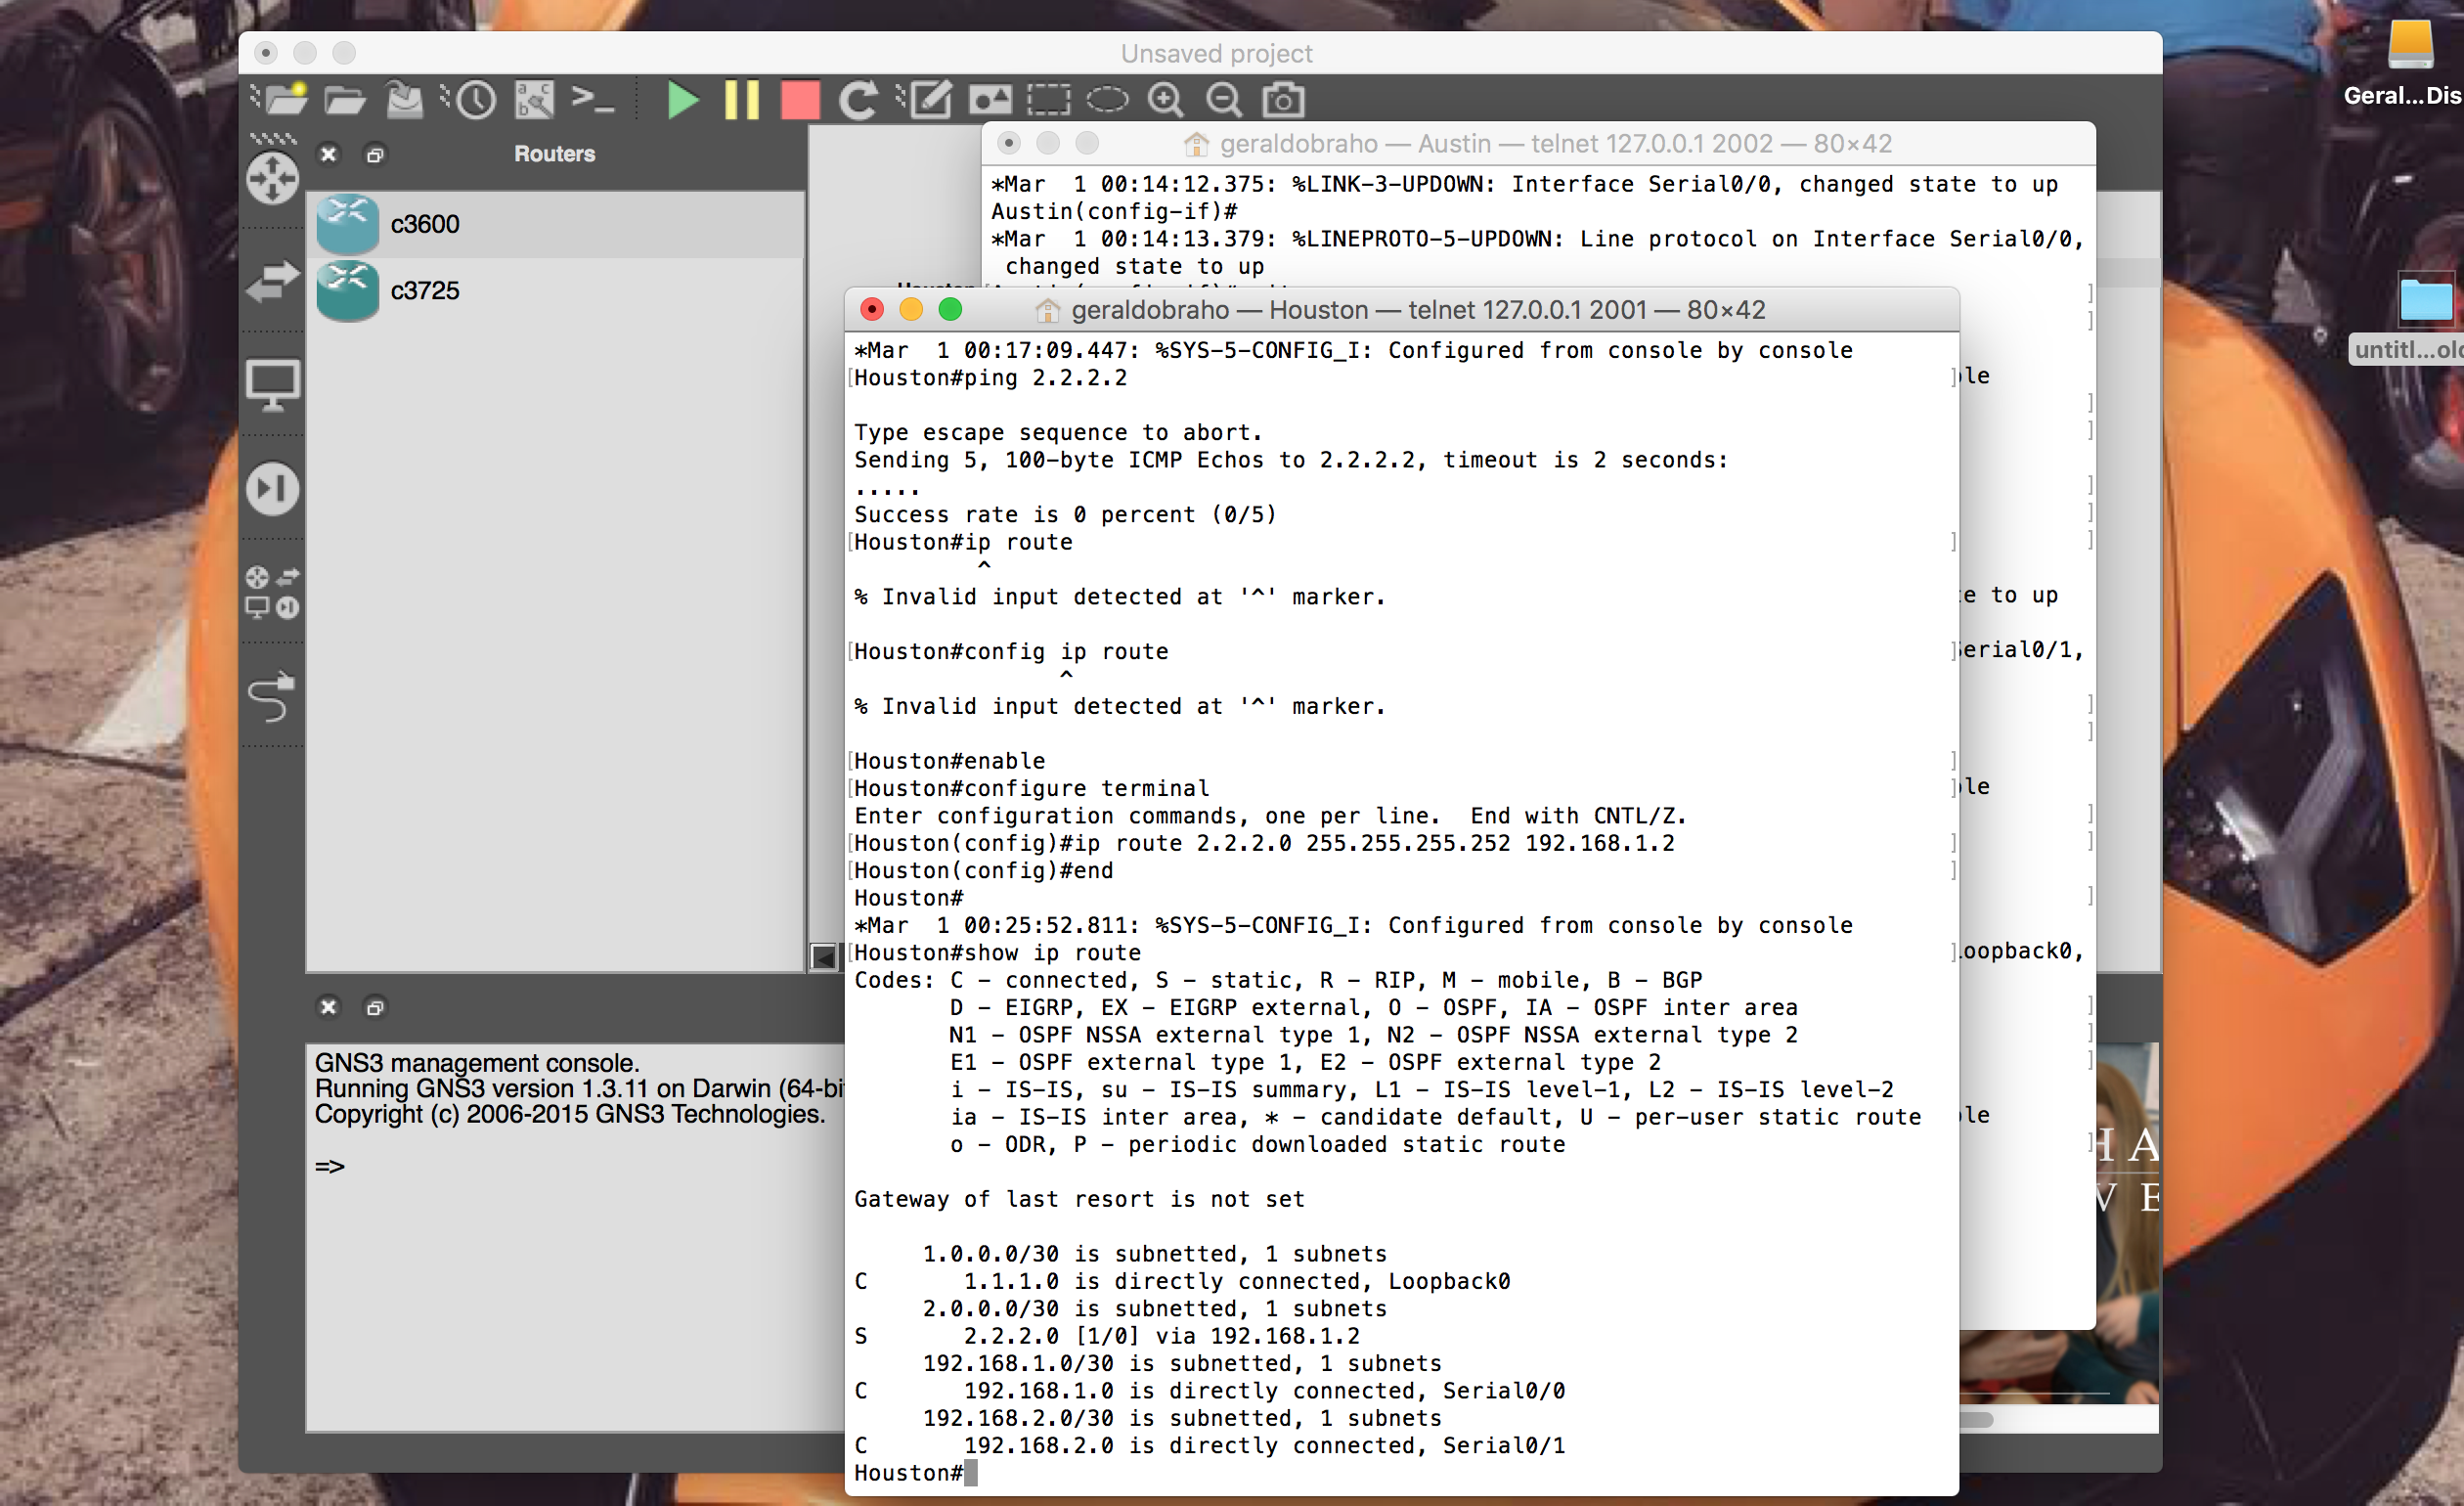 Unsaved project
Geral...Dis
Routers
c3600
c3725
geraldobraho — Austin — telnet 127.0.0.1 2002 — 80×42
*Mar  1 00:14:12.375: %LINK-3-UPDOWN: Interface Serial0/0, changed state to up
Austin(config-if)#
*Mar  1 00:14:13.379: %LINEPROTO-5-UPDOWN: Line protocol on Interface Serial0/0,
 changed state to up
untitl...old
geraldobraho — Houston — telnet 127.0.0.1 2001 — 80×42
*Mar  1 00:17:09.447: %SYS-5-CONFIG_I: Configured from console by console
Houston#ping 2.2.2.2
Type escape sequence to abort.
Sending 5, 100-byte ICMP Echos to 2.2.2.2, timeout is 2 seconds:
.....
Success rate is 0 percent (0/5)
Houston#ip route
^
% Invalid input detected at '^' marker.
Houston#config ip route
^
% Invalid input detected at '^' marker.
Houston#enable
Houston#configure terminal
Enter configuration commands, one per line.  End with CNTL/Z.
Houston(config)#ip route 2.2.2.0 255.255.255.252 192.168.1.2
Houston(config)#end
Houston#
*Mar  1 00:25:52.811: %SYS-5-CONFIG_I: Configured from console by console
Houston#show ip route
Codes: C - connected, S - static, R - RIP, M - mobile, B - BGP
D - EIGRP, EX - EIGRP external, O - OSPF, IA - OSPF inter area
N1 - OSPF NSSA external type 1, N2 - OSPF NSSA external type 2
E1 - OSPF external type 1, E2 - OSPF external type 2
i - IS-IS, su - IS-IS summary, L1 - IS-IS level-1, L2 - IS-IS level-2
ia - IS-IS inter area, * - candidate default, U - per-user static route
o - ODR, P - periodic downloaded static route
Gateway of last resort is not set
1.0.0.0/30 is subnetted, 1 subnets
C       1.1.1.0 is directly connected, Loopback0
2.0.0.0/30 is subnetted, 1 subnets
S       2.2.2.0 [1/0] via 192.168.1.2
192.168.1.0/30 is subnetted, 1 subnets
C       192.168.1.0 is directly connected, Serial0/0
192.168.2.0/30 is subnetted, 1 subnets
C       192.168.2.0 is directly connected, Serial0/1
Houston#
le
e to up
erial0/1,
le
oopback0,
le
GNS3 management console.
Running GNS3 version 1.3.11 on Darwin (64-bi
Copyright (c) 2006-2015 GNS3 Technologies.
=>
H A
V E